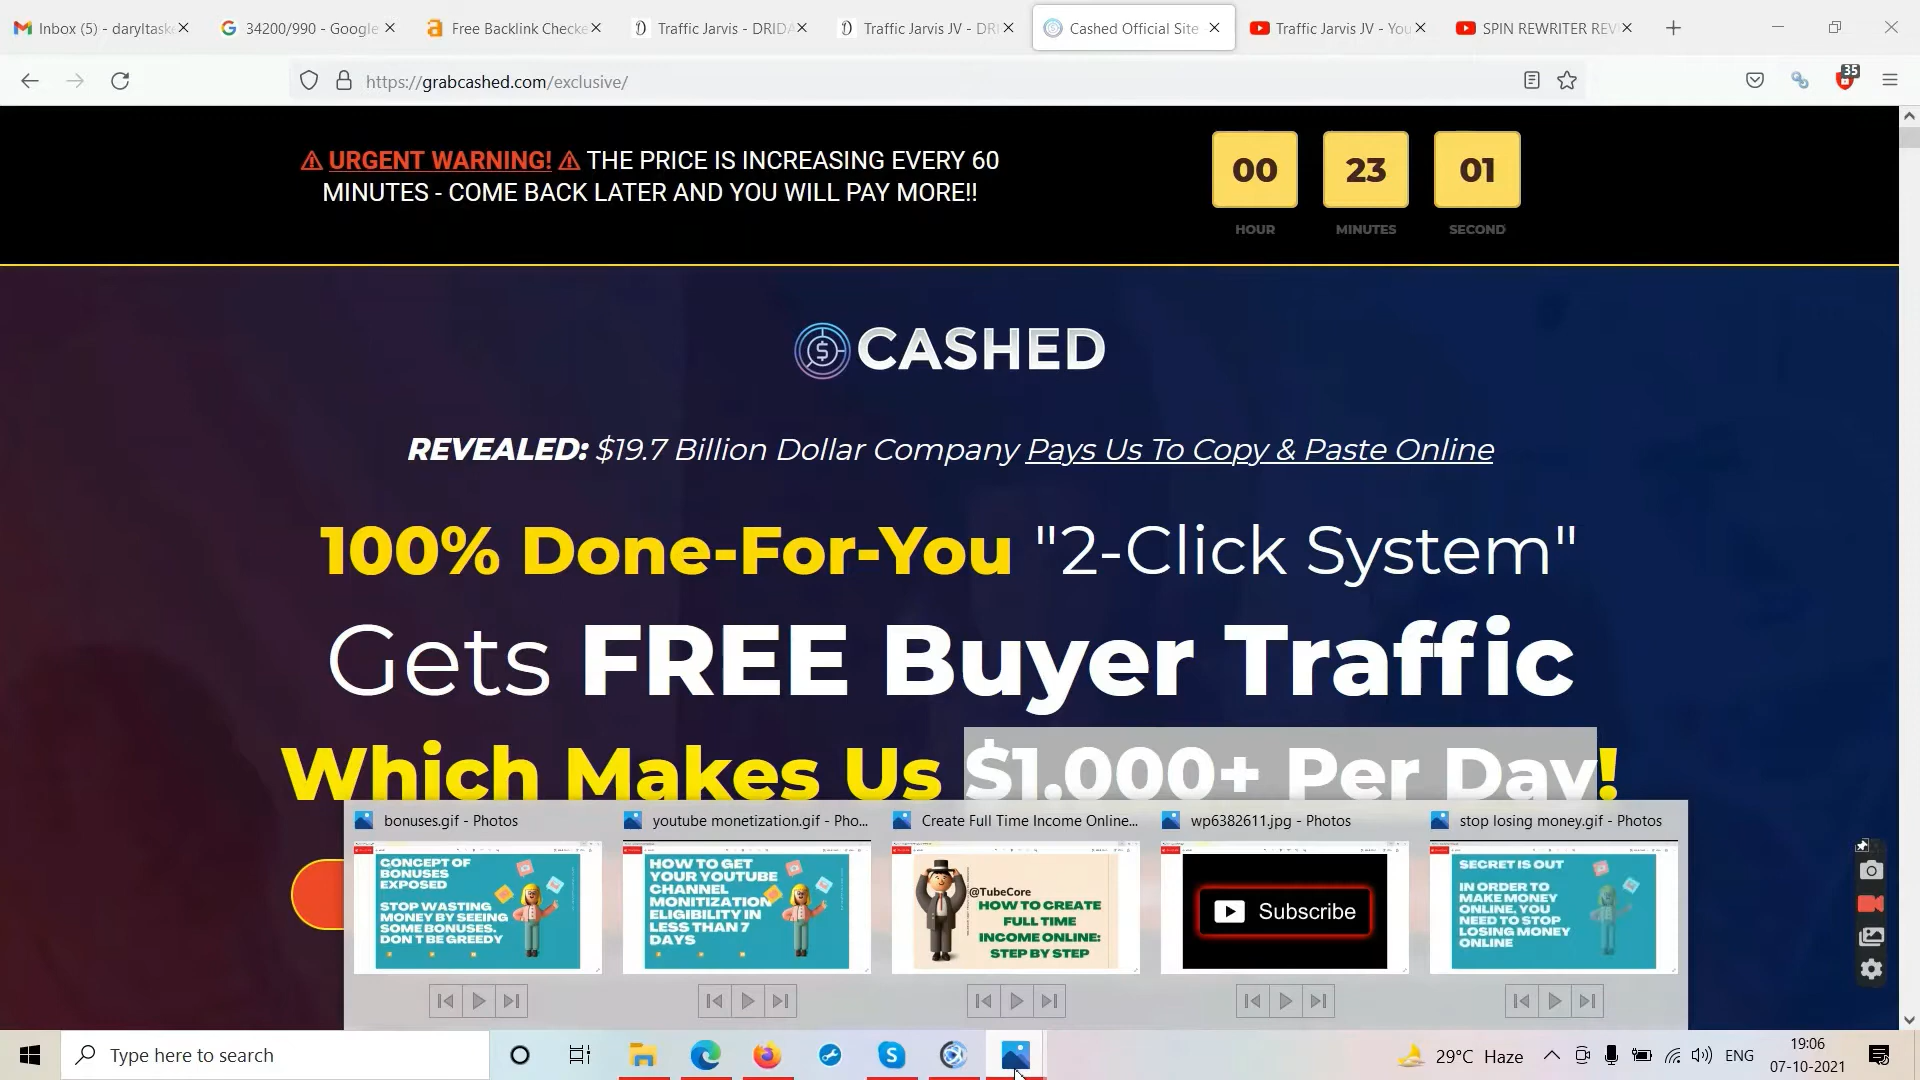 Inbox (5) - daryltask
34200/990 - Google
Free Backlink Checke
Traffic Jarvis - DRIDA
Traffic Jarvis JV - DRI
Cashed Official Site
Traffic Jarvis JV - You
SPIN REWRITER REV
https://grabcashed.com/exclusive/
35
⚠ URGENT WARNING! ⚠ THE PRICE IS INCREASING EVERY 60
MINUTES - COME BACK LATER AND YOU WILL PAY MORE!!
00 23 01
HOUR MINUTES SECOND
CASHED
REVEALED: $19.7 Billion Dollar Company Pays Us To Copy & Paste Online
100% Done-For-You "2-Click System"
Gets FREE Buyer Traffic
Which Makes Us $1,000+ Per Day!
bonuses.gif - Photos
CONCEPT OF
BONUSES
EXPOSED
STOP WASTING
MONEY BY SEEING
SOME BONUSES.
DON T BE GREEDY
youtube monetization.gif - Pho...
HOW TO GET
YOUR YOUTUBE
CHANNEL
MONITIZATION
ELIGIBILITY IN
LESS THAN 7
DAYS
Create Full Time Income Online...
@TubeCore
HOW TO CREATE
FULL TIME
INCOME ONLINE:
STEP BY STEP
wp6382611.jpg - Photos
Subscribe
stop losing money.gif - Photos
SECRET IS OUT
IN ORDER TO
MAKE MONEY
ONLINE, YOU
NEED TO STOP
LOSING MONEY
ONLINE
Type here to search
29°C Haze
ENG
19:06
07-10-2021